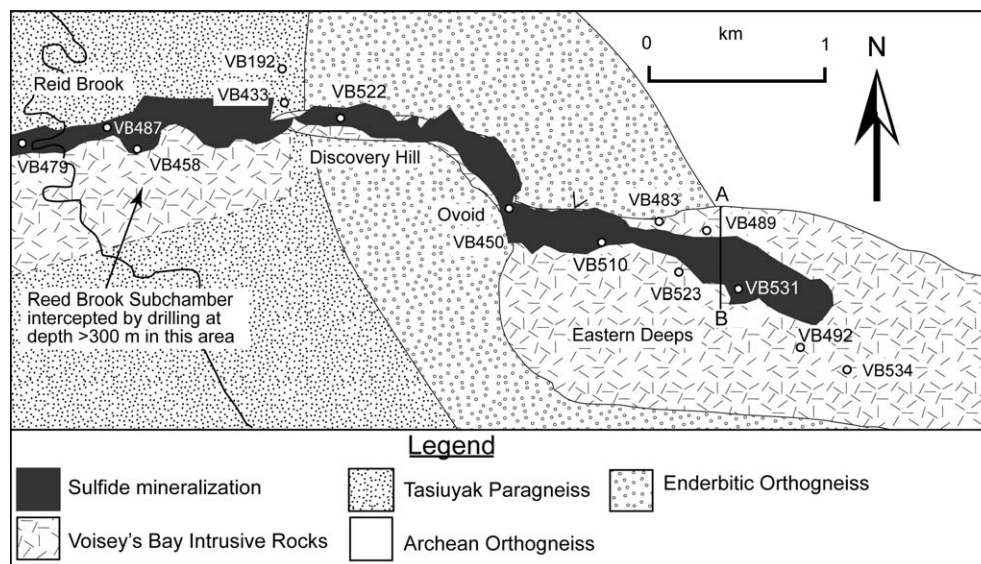 0
km
1
N
VB192
Reid Brook
VB433
VB522
VB487
VB479
VB458
Discovery Hill
A
VB483
VB489
Ovoid
VB450
VB510
VB523
VB531
B
Reed Brook Subchamber
intercepted by drilling at
depth >300 m in this area
Eastern Deeps
VB492
VB534
Legend
Sulfide mineralization
Tasiuyak Paragneiss
Enderbitic Orthogneiss
Voisey's Bay Intrusive Rocks
Archean Orthogneiss